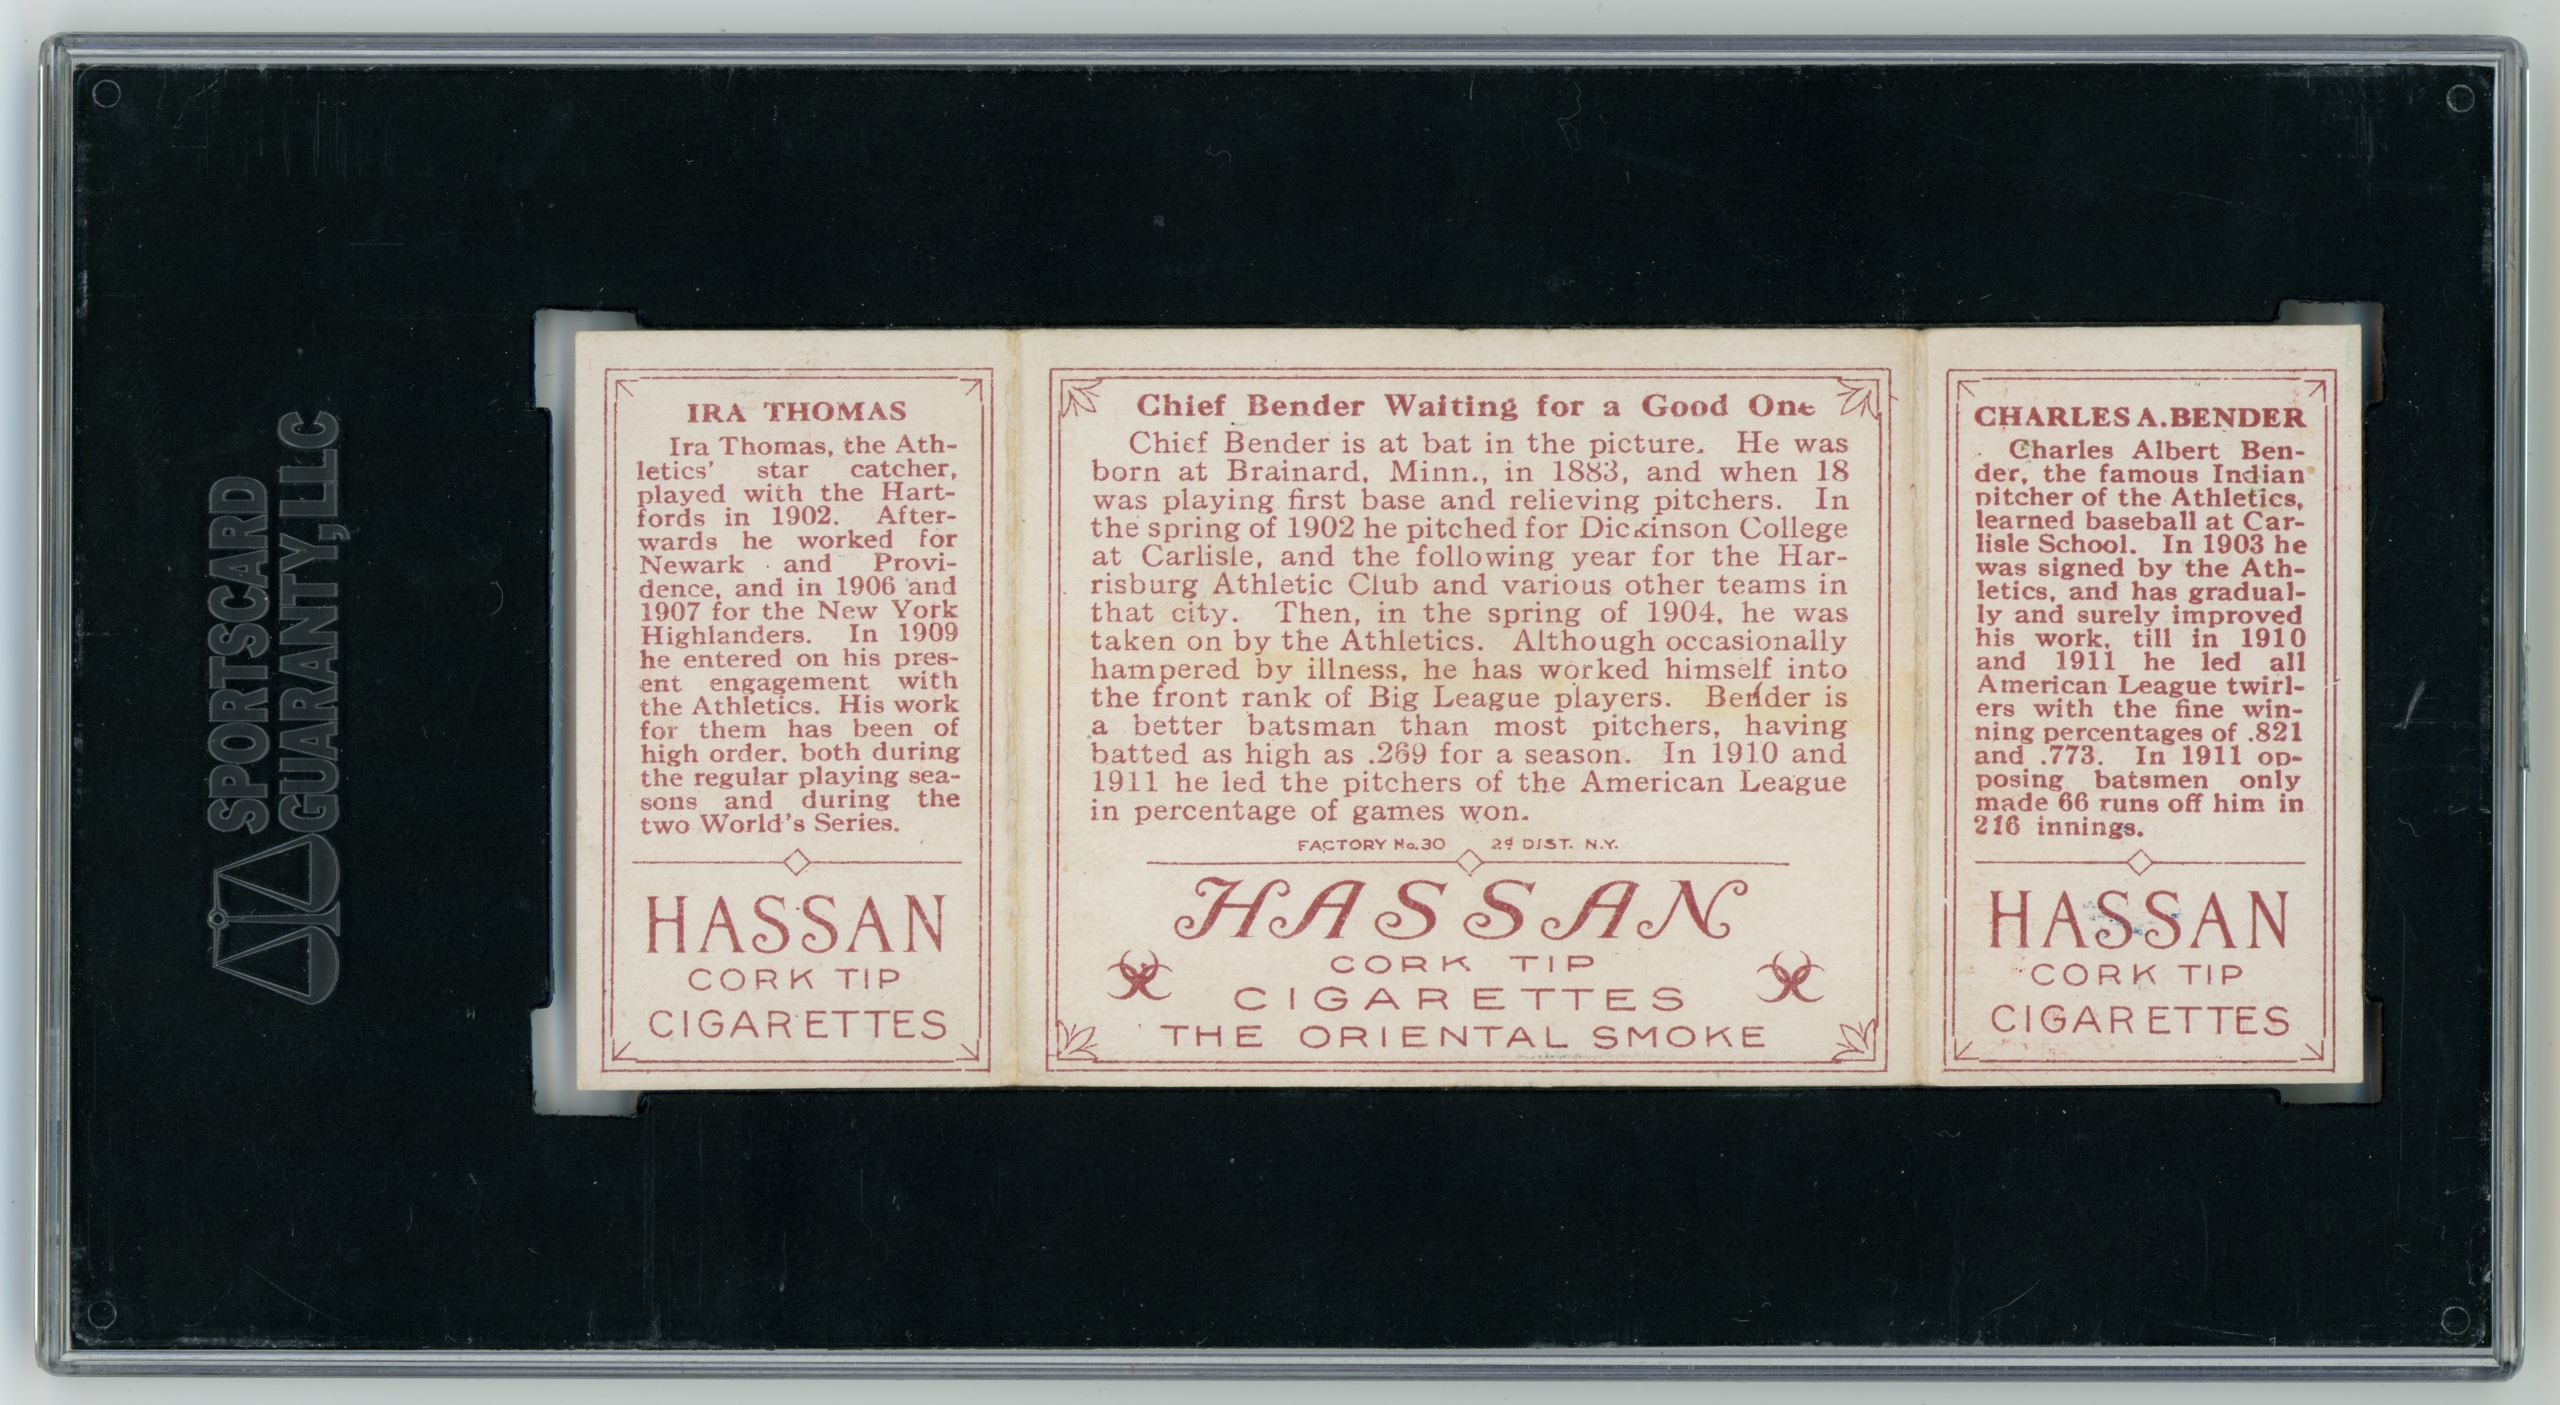 SPORTSCARD
GUARANTY, LLC
IRA THOMAS
Ira Thomas, the Ath-
letics' star catcher,
played with the Hart-
fords in 1902. After-
wards he worked for
Newark and Provi-
dence, and in 1906 and
1907 for the New York
Highlanders. In 1909
he entered on his pres-
ent engagement with
the Athletics. His work
for them has been of
high order, both during
the regular playing sea-
sons and during the
two World's Series.
HASSAN
CORK TIP
CIGARETTES
Chief Bender Waiting for a Good One
Chief Bender is at bat in the picture. He was
born at Brainard, Minn., in 1883, and when 18
was playing first base and relieving pitchers. In
the spring of 1902 he pitched for Dickinson College
at Carlisle, and the following year for the Har-
risburg Athletic Club and various other teams in
that city. Then, in the spring of 1904, he was
taken on by the Athletics. Although occasionally
hampered by illness, he has worked himself into
the front rank of Big League players. Bender is
a better batsman than most pitchers, having
batted as high as .269 for a season. In 1910 and
1911 he led the pitchers of the American League
in percentage of games won.
FACTORY No. 30 2d DIST. N.Y.
HASSAN
CORK TIP
CIGARETTES
THE ORIENTAL SMOKE
CHARLES A. BENDER
Charles Albert Ben-
der, the famous Indian
pitcher of the Athletics,
learned baseball at Car-
lisle School. In 1903 he
was signed by the Ath-
letics, and has gradual-
ly and surely improved
his work, till in 1910
and 1911 he led all
American League twirl-
ers with the fine win-
ning percentages of .821
and .773. In 1911 op-
posing batsmen only
made 66 runs off him in
216 innings.
HASSAN
CORK TIP
CIGARETTES